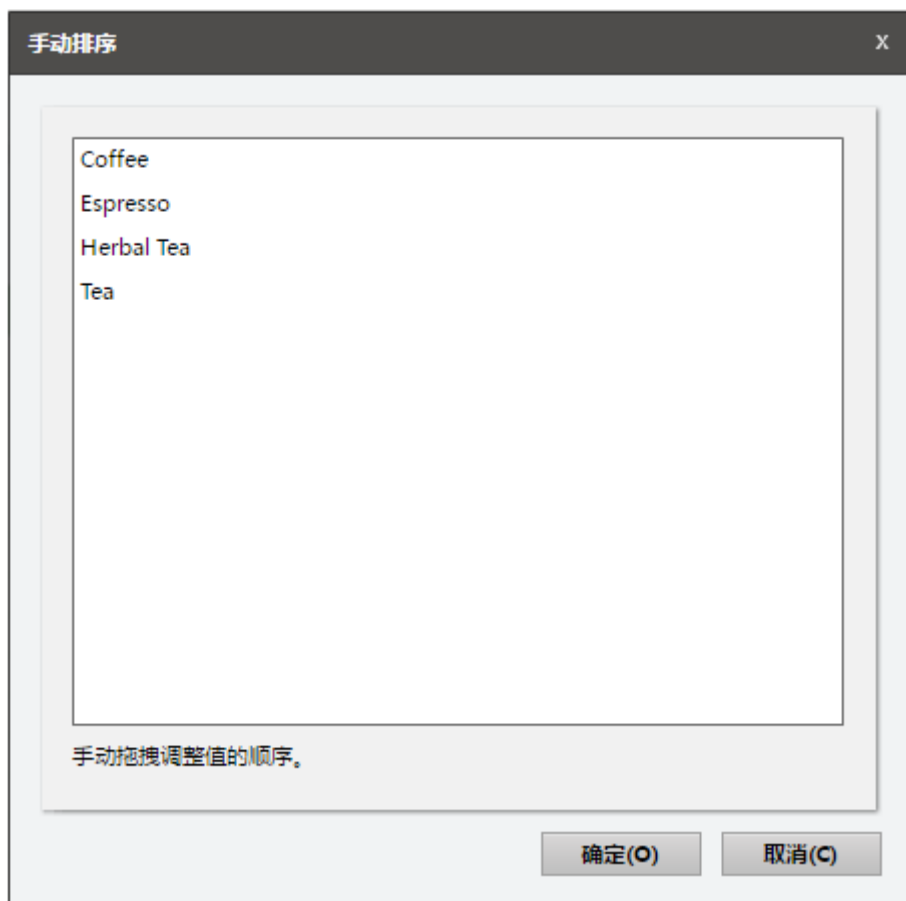 手动排序 x
Coffee
Espresso
Herbal Tea
Tea
手动拖拽调整值的顺序。
确定(O) 取消(C)